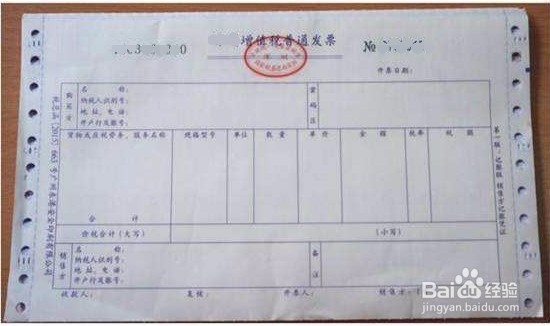 增值税普通发票
№
开票日期：
购买方
名 称：
纳税人识别号：
地 址、电 话：
开户行及账号：
密码区
货物或应税劳务、服务名称 规格型号 单位 数 量 单 价 金 额 税率 税 额
合 计
价税合计（大写） （小写）
销售方
名 称：
纳税人识别号：
地 址、电 话：
开户行及账号：
备注
收款人： 复核： 开票人： 销售方：
第一联：记账联 销售方记账凭证
Baidu经验
jingyan.baidu.com